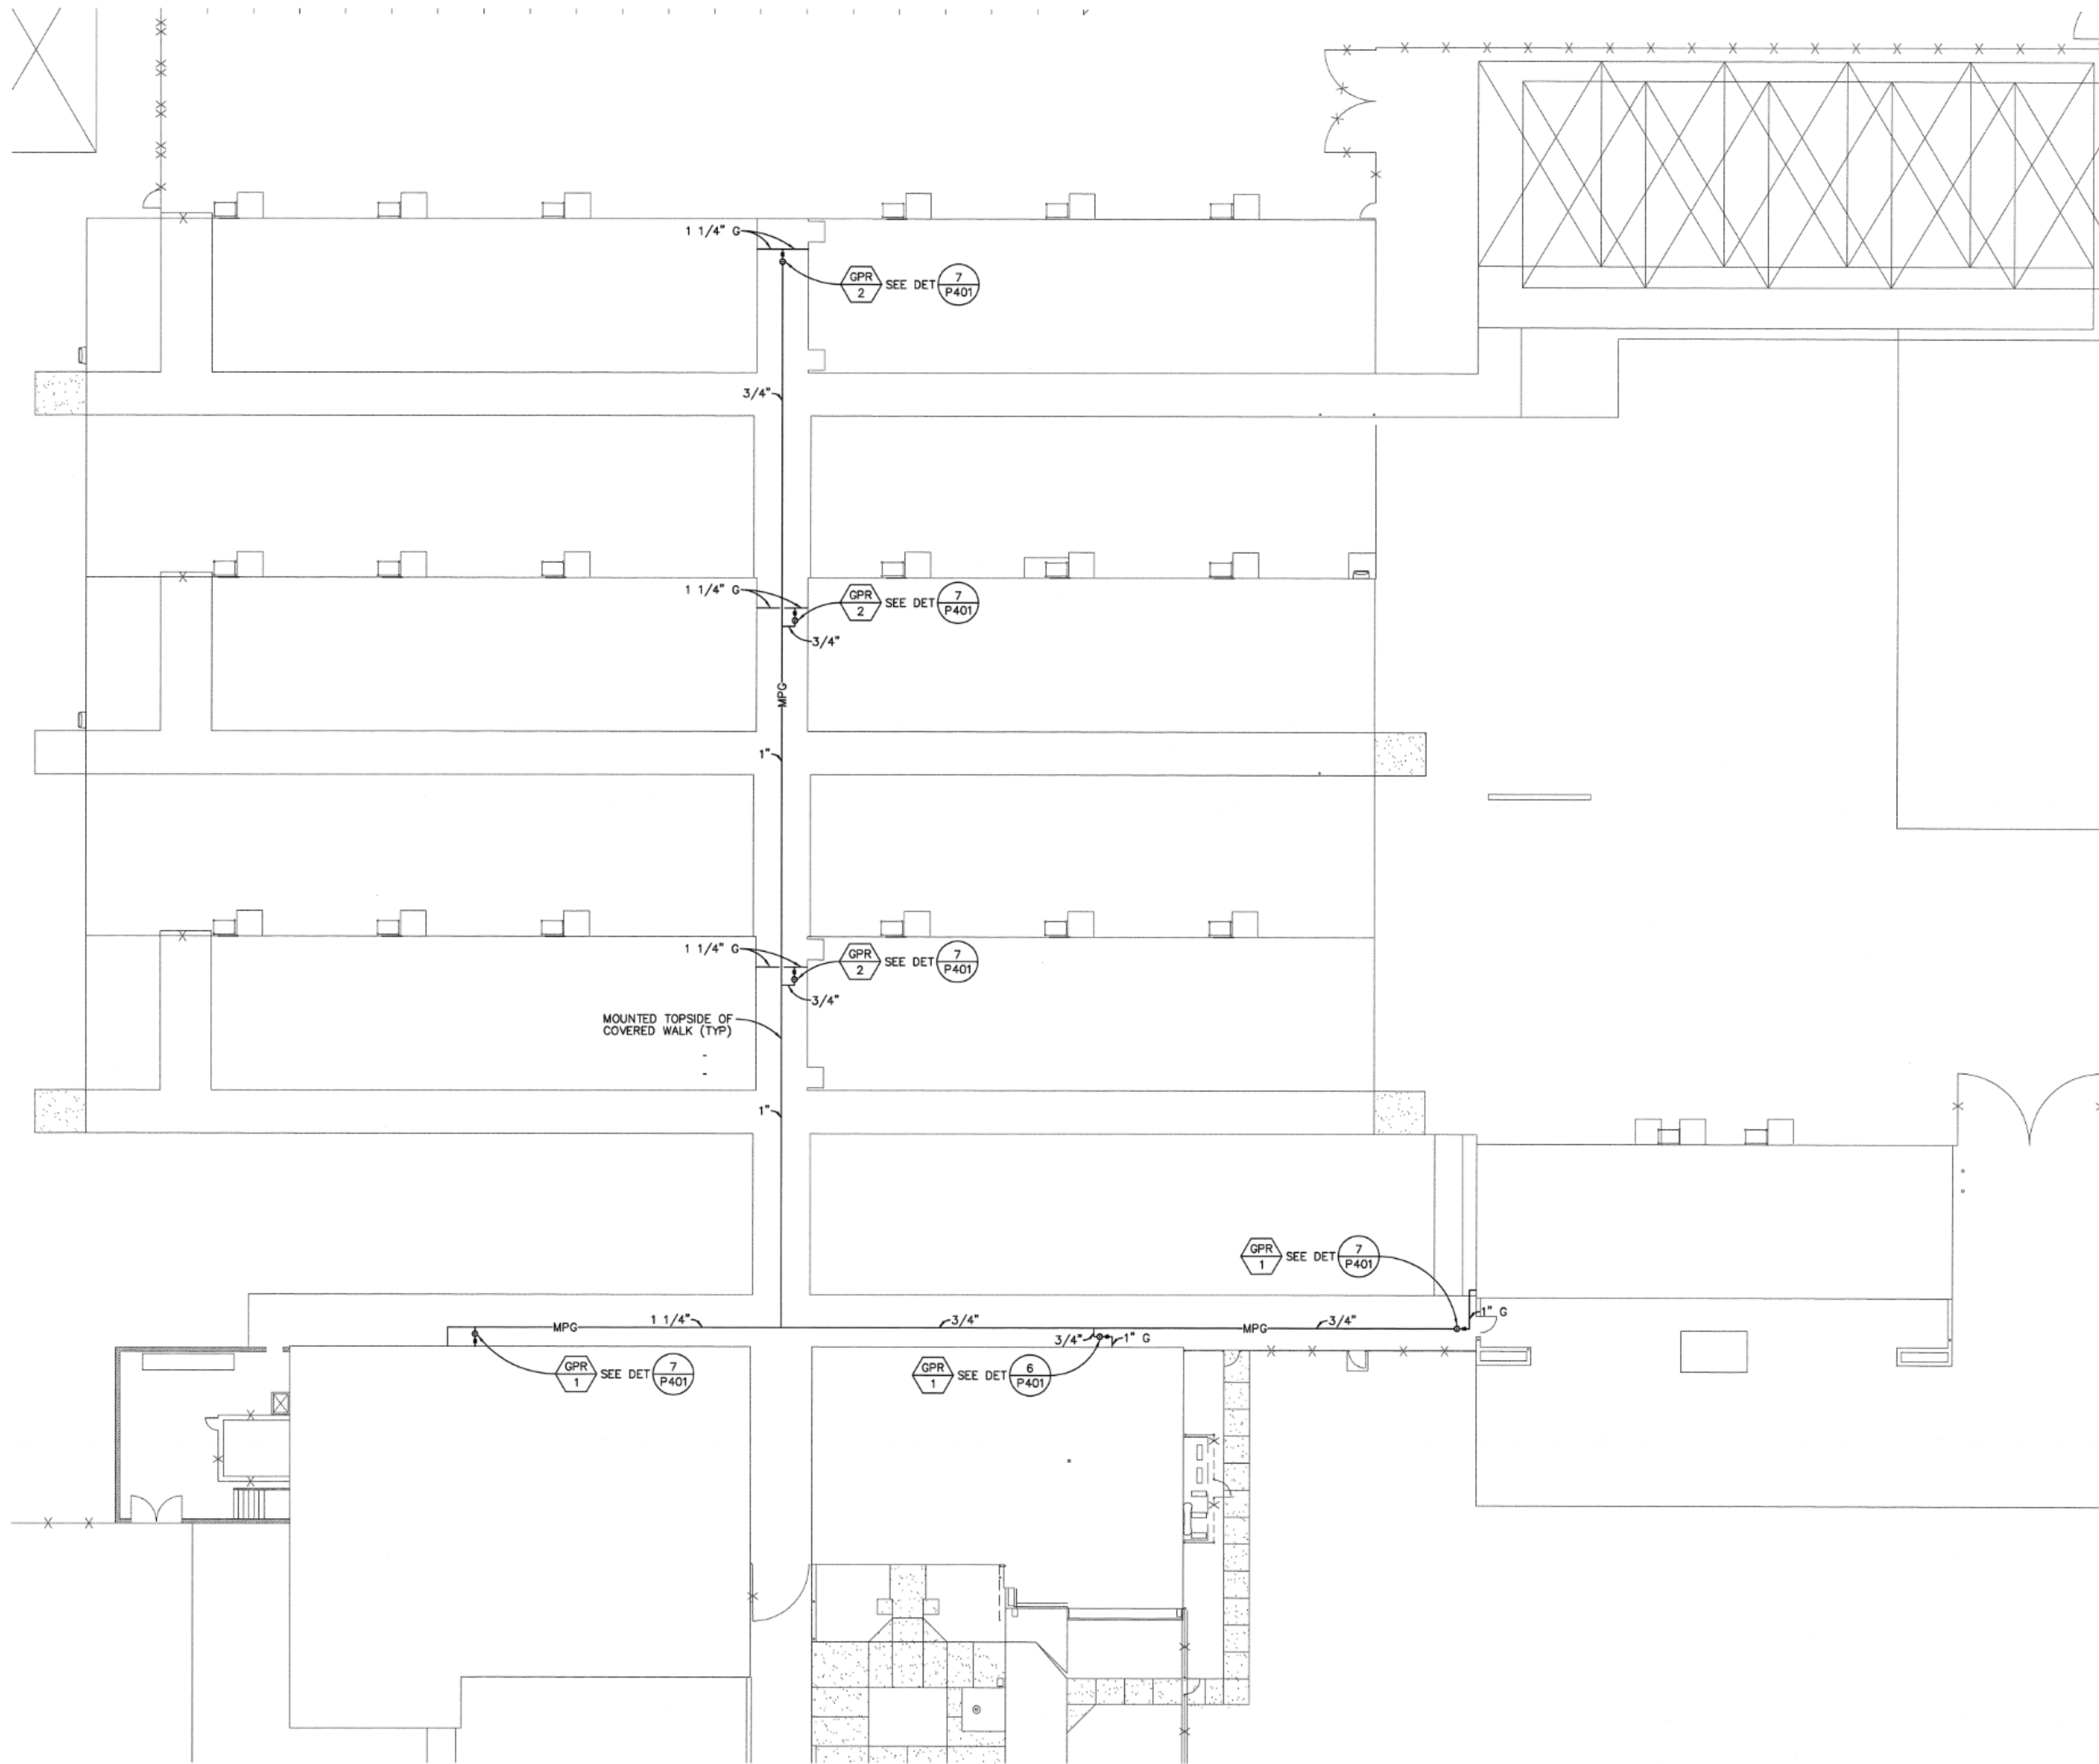 1 1/4" G
GPR
2
SEE DET
7
P401
3/4"
1 1/4" G
GPR
2
SEE DET
7
P401
3/4"
MPG
1"
1 1/4" G
GPR
2
SEE DET
7
P401
3/4"
MOUNTED TOPSIDE OF
COVERED WALK (TYP)
1"
GPR
1
SEE DET
7
P401
1" G
MPG
1 1/4"
3/4"
MPG
3/4"
3/4"
1" G
GPR
1
SEE DET
7
P401
GPR
1
SEE DET
6
P401